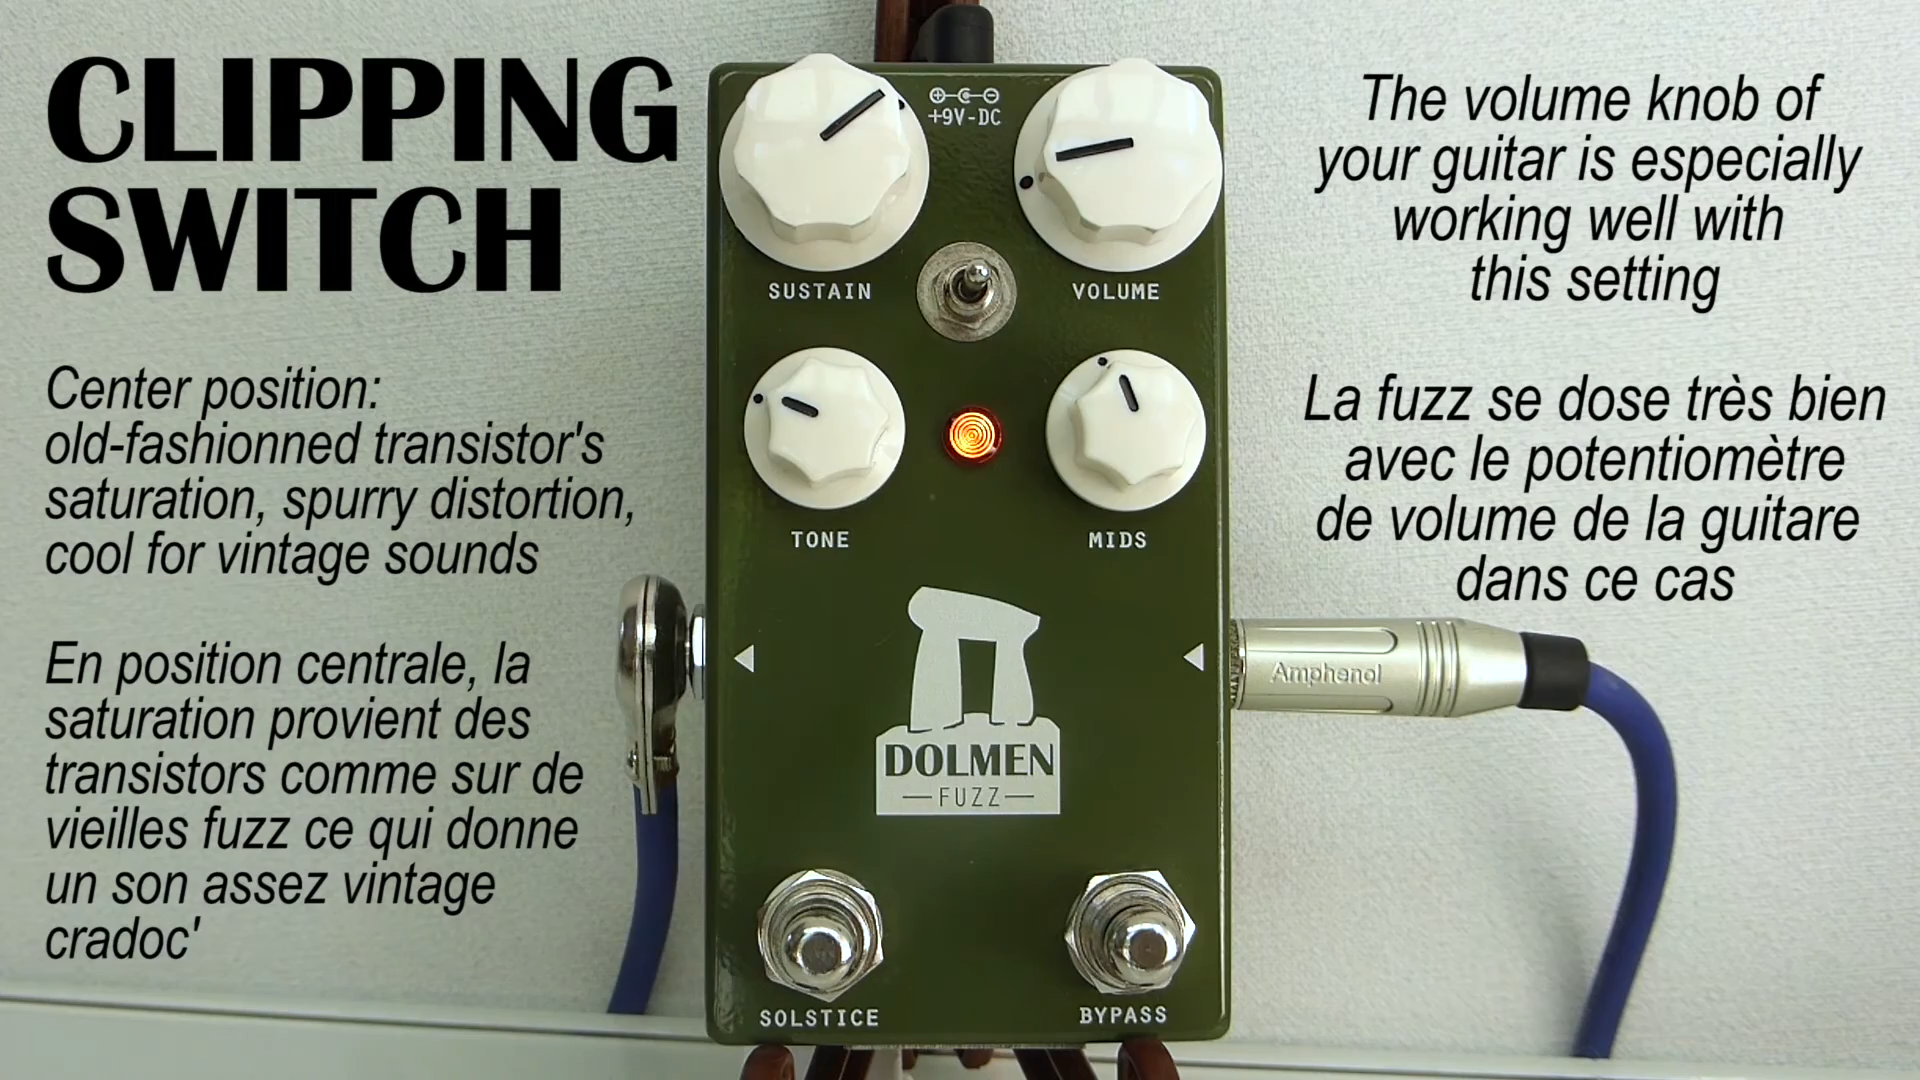 CLIPPING
SWITCH
Center position:
old-fashionned transistor's
saturation, spurry distortion,
cool for vintage sounds
En position centrale, la
saturation provient des
transistors comme sur de
vieilles fuzz ce qui donne
un son assez vintage
cradoc'
+9V-DC
SUSTAIN
VOLUME
TONE
MIDS
DOLMEN
FUZZ
SOLSTICE
BYPASS
The volume knob of
your guitar is especially
working well with
this setting
La fuzz se dose très bien
avec le potentiomètre
de volume de la guitare
dans ce cas
Amphenol